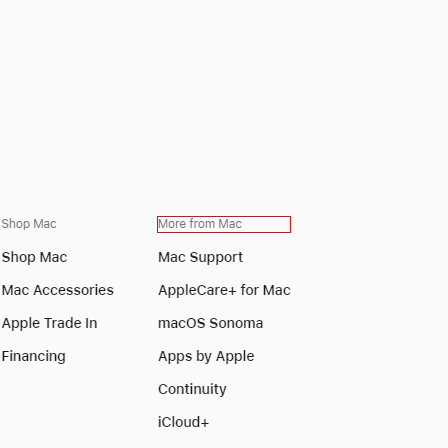 Shop Mac
Shop Mac
Mac Accessories
Apple Trade In
Financing
More from Mac
Mac Support
AppleCare+ for Mac
macOS Sonoma
Apps by Apple
Continuity
iCloud+